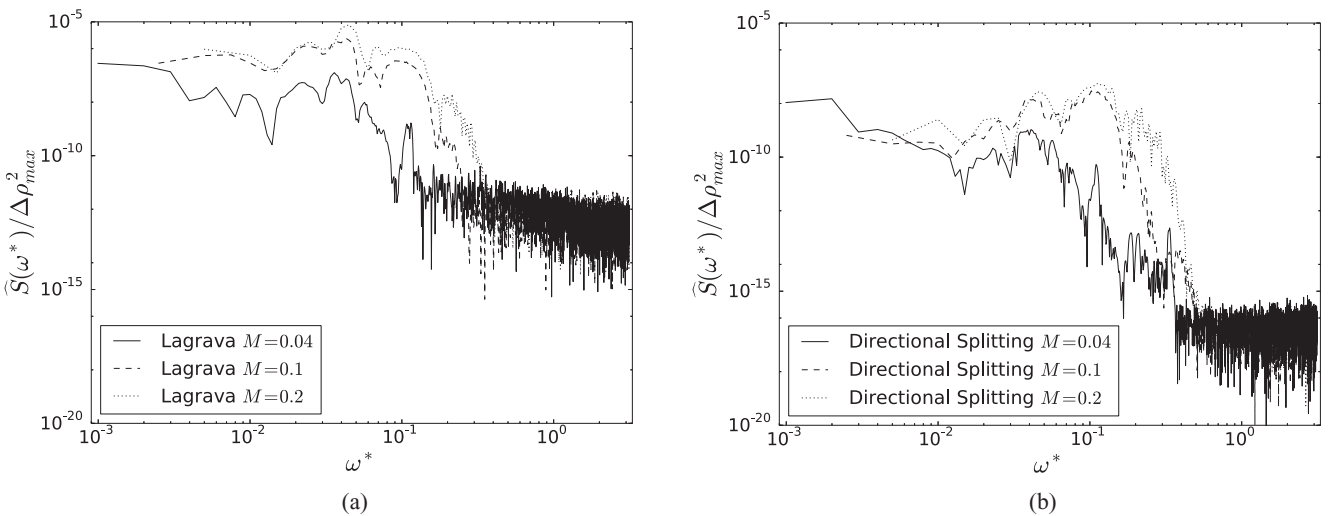 10^-5
10^-10
10^-15
10^-20
Ŝ(ω*)/Δρ²_max
Lagrava M=0.04
Lagrava M=0.1
Lagrava M=0.2
10^-3 10^-2 10^-1 10^0
ω*
(a)
10^-5
10^-10
10^-15
10^-20
Ŝ(ω*)/Δρ²_max
Directional Splitting M=0.04
Directional Splitting M=0.1
Directional Splitting M=0.2
10^-3 10^-2 10^-1 10^0
ω*
(b)